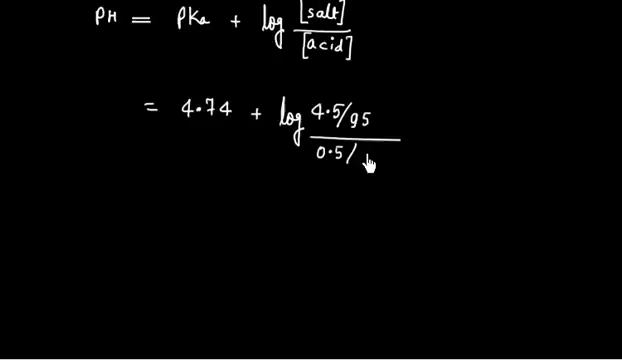 PH = PKa + log [salt]/[acid]
= 4.74 + log 4.5/95
0.5/